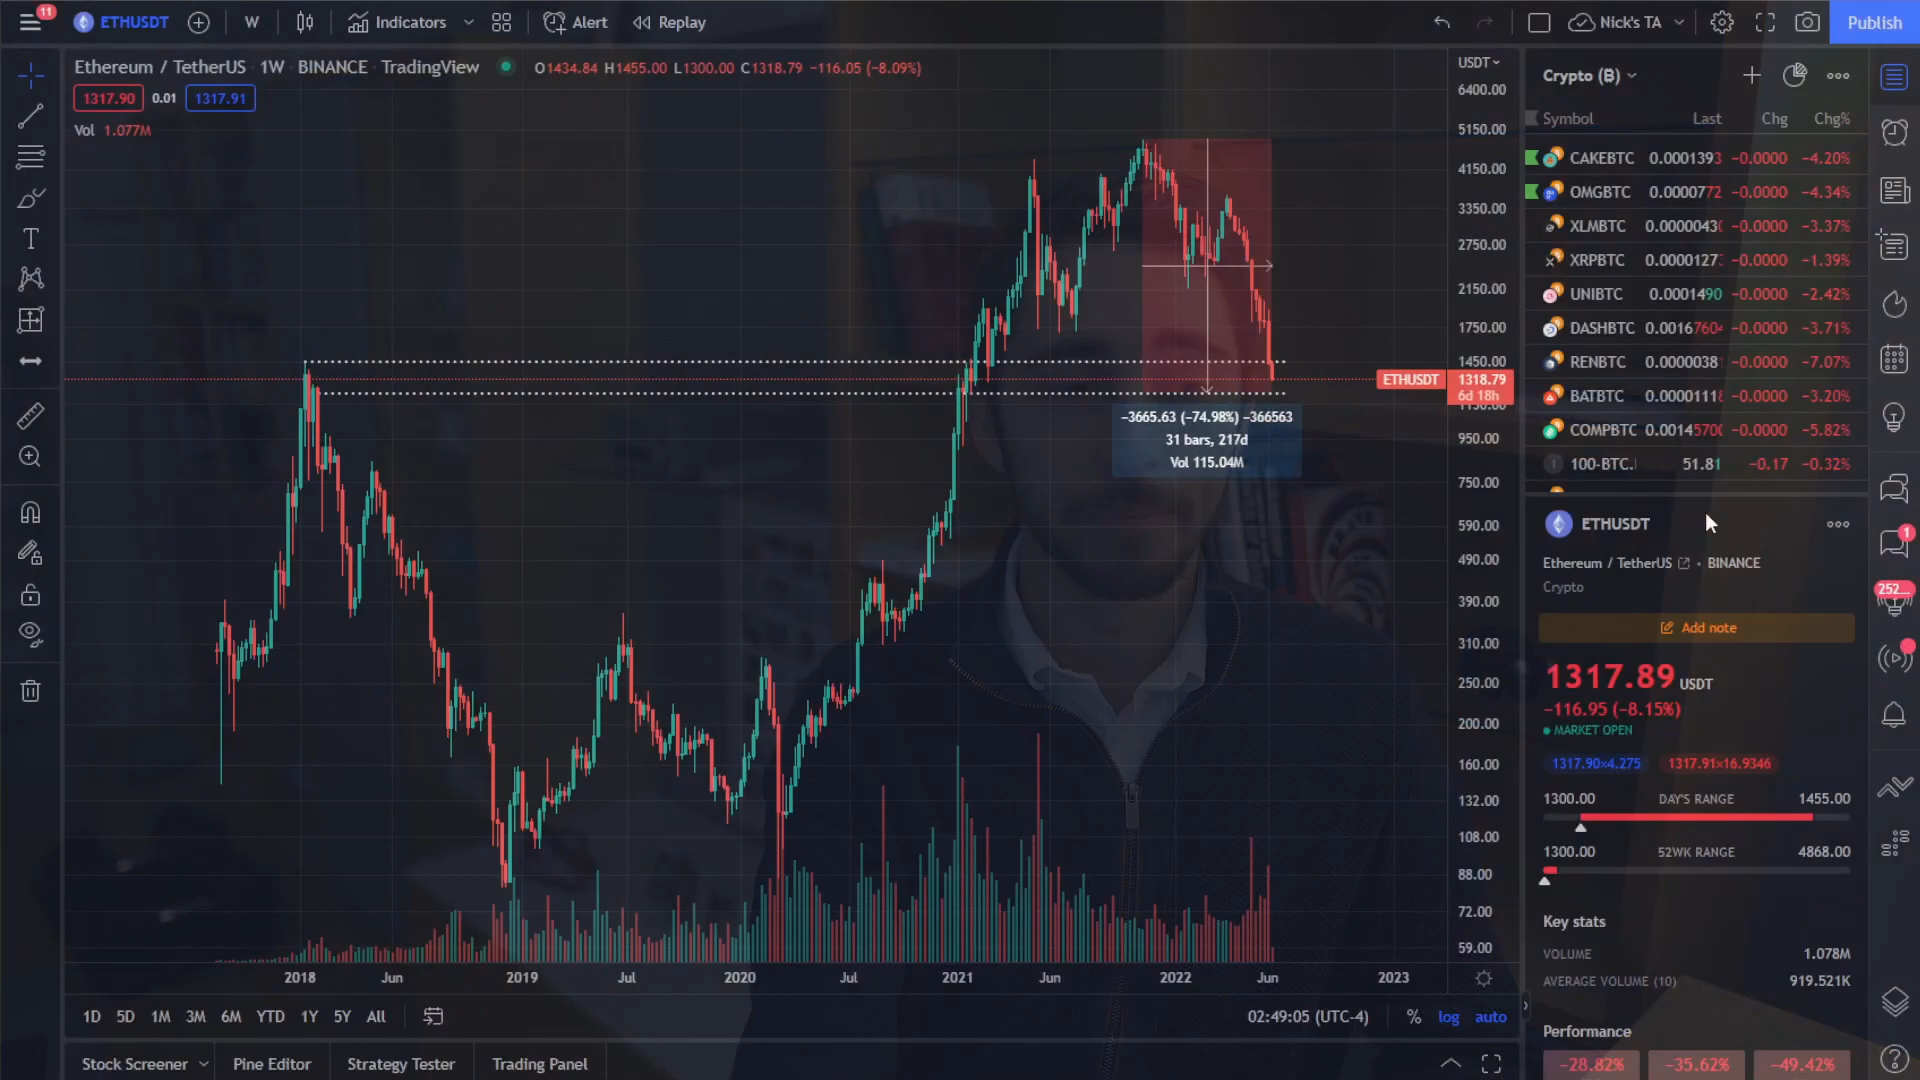 11
ETHUSDT
W
Indicators
Alert
Replay
Nick's TA
Publish
Ethereum / TetherUS 1W · BINANCE · TradingView
O1434.84 H1455.00 L1300.00 C1318.79 −116.05 (−8.09%)
1317.90 0.01 1317.91
Vol 1.077M
USDT
6400.00
5150.00
4150.00
3350.00
2750.00
2150.00
1750.00
1450.00
ETHUSDT 1318.79
6d 18h
950.00
750.00
590.00
490.00
390.00
310.00
250.00
200.00
160.00
132.00
108.00
88.00
72.00
59.00
−3665.63 (−74.98%) −366563
31 bars, 217d
Vol 115.04M
2018 Jun 2019 Jul 2020 Jul 2021 Jun 2022 Jun 2023
1D 5D 1M 3M 6M YTD 1Y 5Y All
02:49:05 (UTC-4) % log auto
Stock Screener Pine Editor Strategy Tester Trading Panel
Crypto (B)
Symbol Last Chg Chg%
CAKEBTC 0.0001393 −0.0000 −4.20%
OMGBTC 0.0000772 −0.0000 −4.34%
XLMBTC 0.0000043 −0.0000 −3.37%
XRPBTC 0.0000127 −0.0000 −1.39%
UNIBTC 0.0001490 −0.0000 −2.42%
DASHBTC 0.0016760 −0.0000 −3.71%
RENBTC 0.0000038 −0.0000 −7.07%
BATBTC 0.0000111 −0.0000 −3.20%
COMPBTC 0.0014570 −0.0000 −5.82%
100-BTC. 51.81 −0.17 −0.32%
ETHUSDT
Ethereum / TetherUS • BINANCE
Crypto
Add note
1317.89 USDT
−116.95 (−8.15%)
MARKET OPEN
1317.90×4.275 1317.91×16.9346
1300.00 DAY'S RANGE 1455.00
1300.00 52WK RANGE 4868.00
Key stats
VOLUME 1.078M
AVERAGE VOLUME (10) 919.521K
Performance
−28.82% −35.62% −49.42%
1
252...